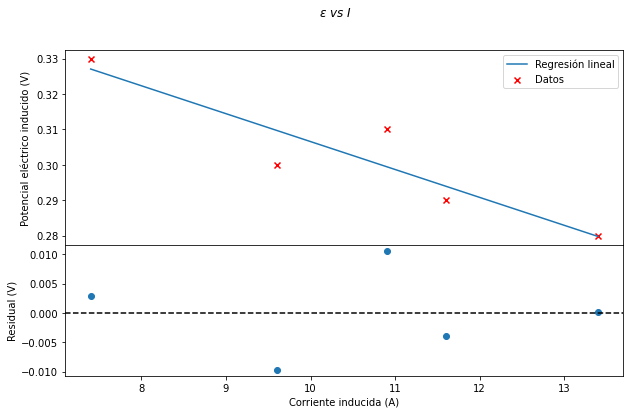 ε vs I
Regresión lineal
Datos
Potencial eléctrico inducido (V)
0.33
0.32
0.31
0.30
0.29
0.28
Residual (V)
0.010
0.005
0.000
−0.005
−0.010
8 9 10 11 12 13
Corriente inducida (A)